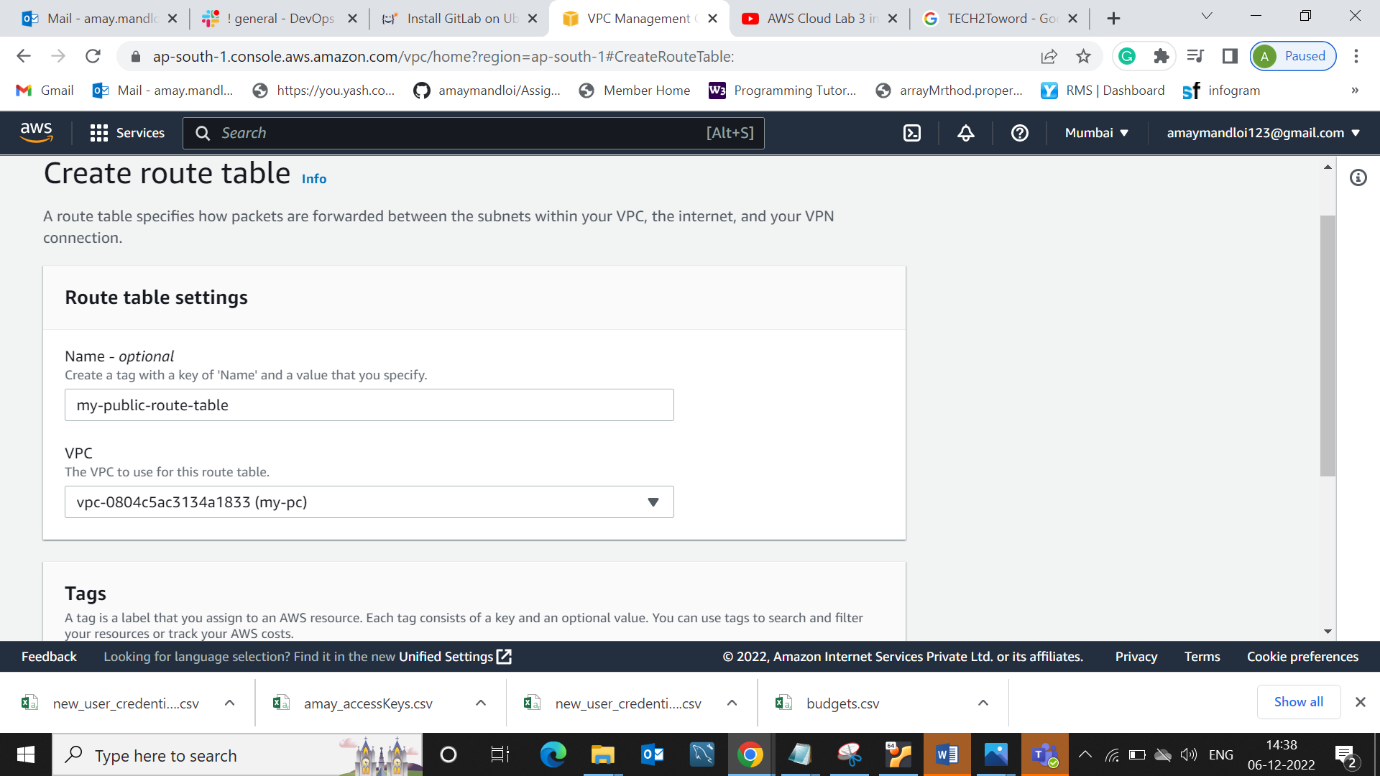 Mail - amay.mandlo
! general - DevOps
Install GitLab on Ub
VPC Management C
AWS Cloud Lab 3 in
TECH2Toword - Goo
ap-south-1.console.aws.amazon.com/vpc/home?region=ap-south-1#CreateRouteTable:
A
Paused
Gmail
Mail - amay.mandl...
https://you.yash.co...
amaymandloi/Assig...
Member Home
W3
Programming Tutor...
arrayMrthod.proper...
RMS | Dashboard
sf
infogram
»
aws
Services
Search
[Alt+S]
Mumbai
amaymandloi123@gmail.com
Create route table
Info
A route table specifies how packets are forwarded between the subnets within your VPC, the internet, and your VPN
connection.
Route table settings
Name - optional
Create a tag with a key of 'Name' and a value that you specify.
my-public-route-table
VPC
The VPC to use for this route table.
vpc-0804c5ac3134a1833 (my-pc)
Tags
A tag is a label that you assign to an AWS resource. Each tag consists of a key and an optional value. You can use tags to search and filter
your resources or track your AWS costs.
Feedback
Looking for language selection? Find it in the new Unified Settings
© 2022, Amazon Internet Services Private Ltd. or its affiliates.
Privacy
Terms
Cookie preferences
new_user_credenti....csv
amay_accessKeys.csv
new_user_credenti....csv
budgets.csv
Show all
Type here to search
ENG
14:38
06-12-2022
2